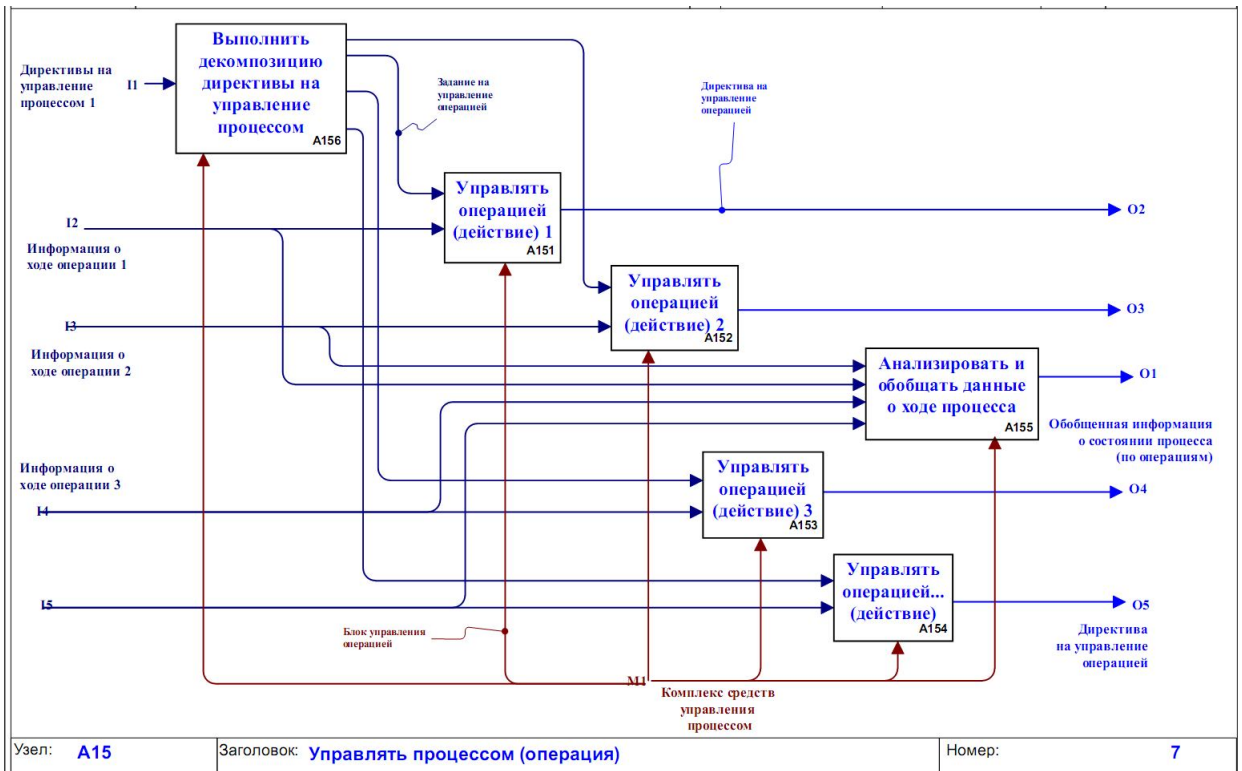 Выполнить
декомпозицию
директивы на
управление
процессом
A156
Директивы на
управление
процессом 1
I1
Задание на
управление
операцией
Директива на
управление
операцией
Управлять
операцией
(действие) 1
A151
O2
I2
Информация о
ходе операции 1
Управлять
операцией
(действие) 2
A152
O3
I3
Информация о
ходе операции 2
Анализировать и
обобщать данные
о ходе процесса
A155
O1
Обобщенная информация
о состоянии процесса
(по операциям)
Информация о
ходе операции 3
I4
Управлять
операцией
(действие) 3
A153
O4
Управлять
операцией...
(действие)
A154
I5
O5
Директива
на управление
операцией
Блок управления
операцией
M1
Комплекс средств
управления
процессом
Узел: A15
Заголовок: Управлять процессом (операция)
Номер: 7